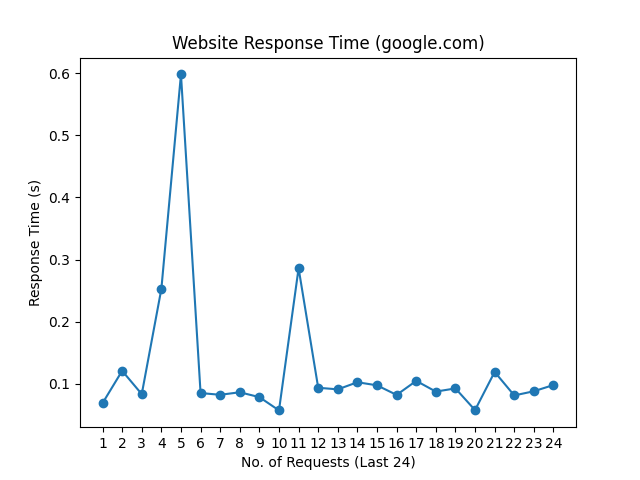 Website Response Time (google.com)
0.6
0.5
0.4
0.3
0.2
0.1
Response Time (s)
1 2 3 4 5 6 7 8 9 10 11 12 13 14 15 16 17 18 19 20 21 22 23 24
No. of Requests (Last 24)